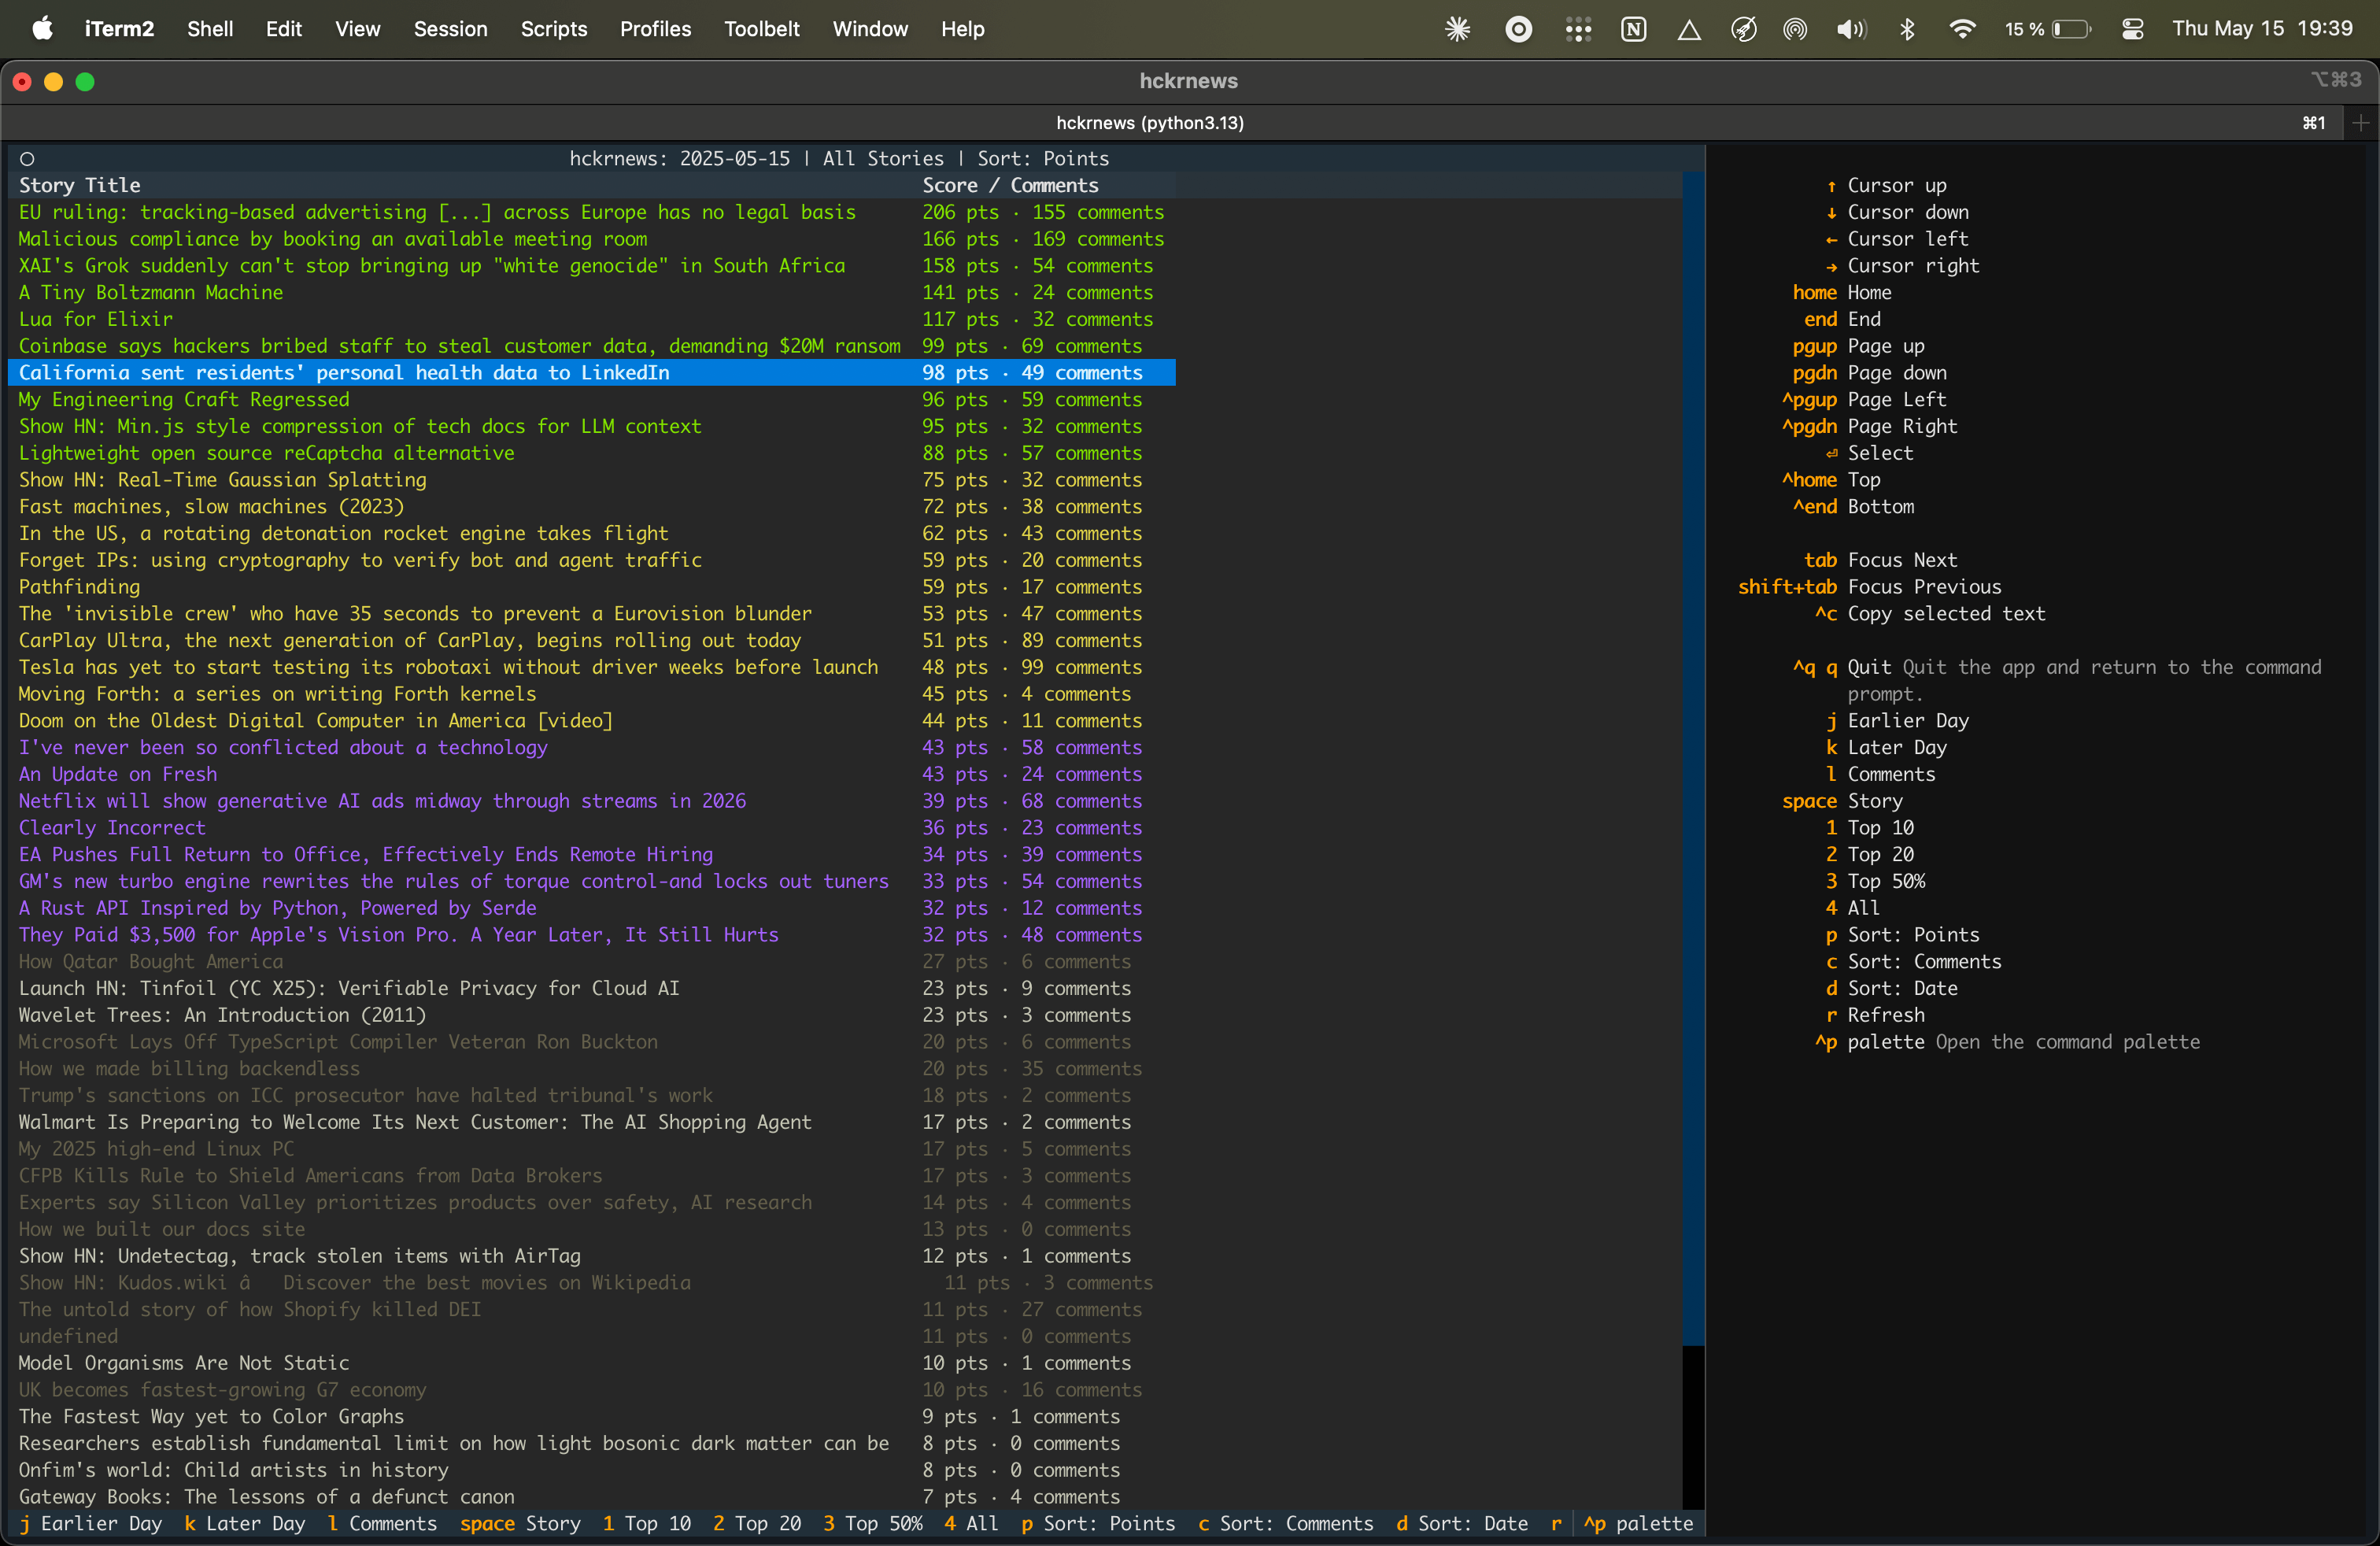 iTerm2 Shell Edit View Session Scripts Profiles Toolbelt Window Help 15 % Thu May 15 19:39
hckrnews ⌥⌘3
hckrnews (python3.13) ⌘1
hckrnews: 2025-05-15 | All Stories | Sort: Points
Story Title Score / Comments
EU ruling: tracking-based advertising [...] across Europe has no legal basis 206 pts · 155 comments
Malicious compliance by booking an available meeting room 166 pts · 169 comments
XAI's Grok suddenly can't stop bringing up "white genocide" in South Africa 158 pts · 54 comments
A Tiny Boltzmann Machine 141 pts · 24 comments
Lua for Elixir 117 pts · 32 comments
Coinbase says hackers bribed staff to steal customer data, demanding $20M ransom 99 pts · 69 comments
California sent residents' personal health data to LinkedIn 98 pts · 49 comments
My Engineering Craft Regressed 96 pts · 59 comments
Show HN: Min.js style compression of tech docs for LLM context 95 pts · 32 comments
Lightweight open source reCaptcha alternative 88 pts · 57 comments
Show HN: Real-Time Gaussian Splatting 75 pts · 32 comments
Fast machines, slow machines (2023) 72 pts · 38 comments
In the US, a rotating detonation rocket engine takes flight 62 pts · 43 comments
Forget IPs: using cryptography to verify bot and agent traffic 59 pts · 20 comments
Pathfinding 59 pts · 17 comments
The 'invisible crew' who have 35 seconds to prevent a Eurovision blunder 53 pts · 47 comments
CarPlay Ultra, the next generation of CarPlay, begins rolling out today 51 pts · 89 comments
Tesla has yet to start testing its robotaxi without driver weeks before launch 48 pts · 99 comments
Moving Forth: a series on writing Forth kernels 45 pts · 4 comments
Doom on the Oldest Digital Computer in America [video] 44 pts · 11 comments
I've never been so conflicted about a technology 43 pts · 58 comments
An Update on Fresh 43 pts · 24 comments
Netflix will show generative AI ads midway through streams in 2026 39 pts · 68 comments
Clearly Incorrect 36 pts · 23 comments
EA Pushes Full Return to Office, Effectively Ends Remote Hiring 34 pts · 39 comments
GM's new turbo engine rewrites the rules of torque control-and locks out tuners 33 pts · 54 comments
A Rust API Inspired by Python, Powered by Serde 32 pts · 12 comments
They Paid $3,500 for Apple's Vision Pro. A Year Later, It Still Hurts 32 pts · 48 comments
How Qatar Bought America 27 pts · 6 comments
Launch HN: Tinfoil (YC X25): Verifiable Privacy for Cloud AI 23 pts · 9 comments
Wavelet Trees: An Introduction (2011) 23 pts · 3 comments
Microsoft Lays Off TypeScript Compiler Veteran Ron Buckton 20 pts · 6 comments
How we made billing backendless 20 pts · 35 comments
Trump's sanctions on ICC prosecutor have halted tribunal's work 18 pts · 2 comments
Walmart Is Preparing to Welcome Its Next Customer: The AI Shopping Agent 17 pts · 2 comments
My 2025 high-end Linux PC 17 pts · 5 comments
CFPB Kills Rule to Shield Americans from Data Brokers 17 pts · 3 comments
Experts say Silicon Valley prioritizes products over safety, AI research 14 pts · 4 comments
How we built our docs site 13 pts · 0 comments
Show HN: Undetectag, track stolen items with AirTag 12 pts · 1 comments
Show HN: Kudos.wiki â Discover the best movies on Wikipedia 11 pts · 3 comments
The untold story of how Shopify killed DEI 11 pts · 27 comments
undefined 11 pts · 0 comments
Model Organisms Are Not Static 10 pts · 1 comments
UK becomes fastest-growing G7 economy 10 pts · 16 comments
The Fastest Way yet to Color Graphs 9 pts · 1 comments
Researchers establish fundamental limit on how light bosonic dark matter can be 8 pts · 0 comments
Onfim's world: Child artists in history 8 pts · 0 comments
Gateway Books: The lessons of a defunct canon 7 pts · 4 comments
j Earlier Day k Later Day l Comments space Story 1 Top 10 2 Top 20 3 Top 50% 4 All p Sort: Points c Sort: Comments d Sort: Date r ^p palette
↑ Cursor up
↓ Cursor down
← Cursor left
→ Cursor right
home Home
end End
pgup Page up
pgdn Page down
^pgup Page Left
^pgdn Page Right
⏎ Select
^home Top
^end Bottom
tab Focus Next
shift+tab Focus Previous
^c Copy selected text
^q q Quit Quit the app and return to the command
prompt.
j Earlier Day
k Later Day
l Comments
space Story
1 Top 10
2 Top 20
3 Top 50%
4 All
p Sort: Points
c Sort: Comments
d Sort: Date
r Refresh
^p palette Open the command palette